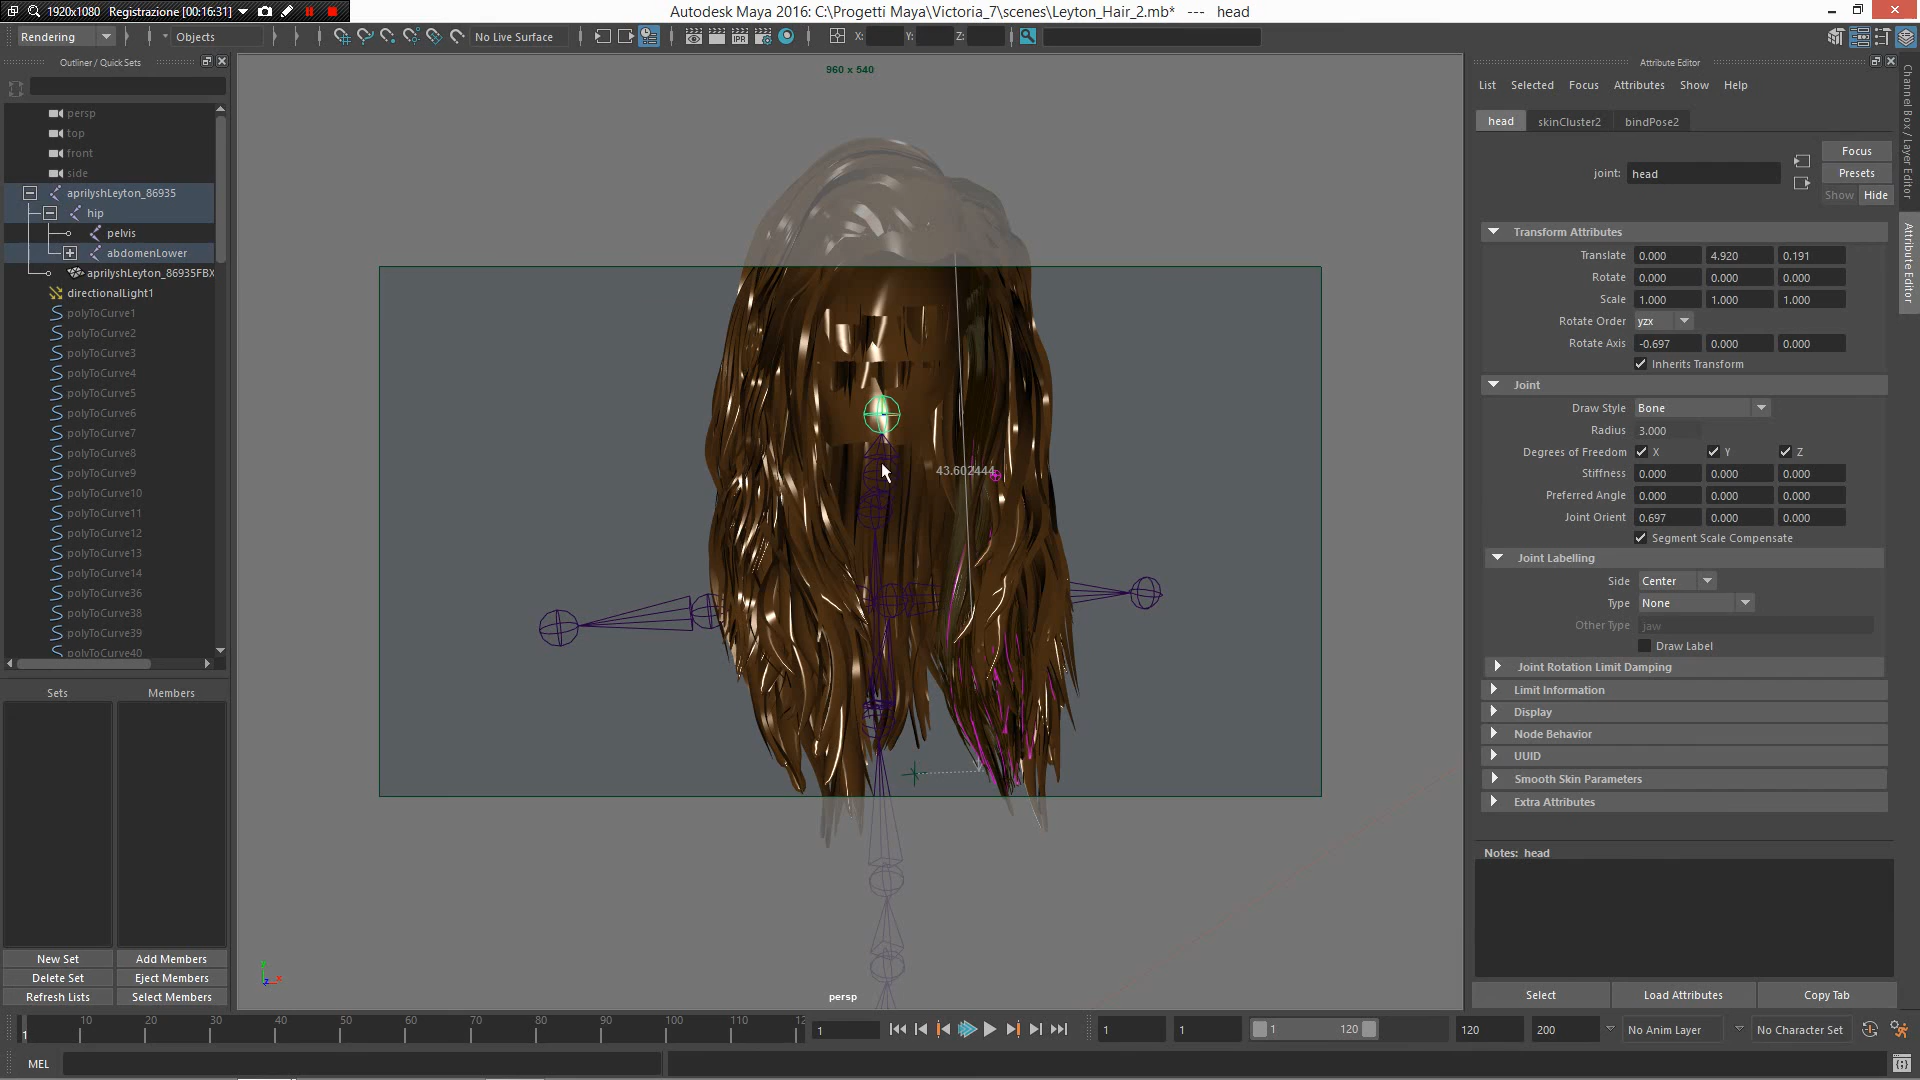 1920x1080 Registrazione [00:16:31]
Autodesk Maya 2016: C:\Progetti Maya\Victoria_7\scenes\Leyton_Hair_2.mb* --- head
Rendering
Objects
No Live Surface
IPR
X:
Y:
Z:
Outliner / Quick Sets
persp
top
front
side
aprilyshLeyton_86935
hip
pelvis
abdomenLower
aprilyshLeyton_86935FBX
directionalLight1
polyToCurve1
polyToCurve2
polyToCurve3
polyToCurve4
polyToCurve5
polyToCurve6
polyToCurve7
polyToCurve8
polyToCurve9
polyToCurve10
polyToCurve11
polyToCurve12
polyToCurve13
polyToCurve14
polyToCurve36
polyToCurve38
polyToCurve39
polyToCurve40
Sets
Members
New Set
Add Members
Delete Set
Eject Members
Refresh Lists
Select Members
960 x 540
43.602444
persp
Attribute Editor
List Selected Focus Attributes Show Help
head skinCluster2 bindPose2
joint: head
Focus
Presets
Show Hide
Transform Attributes
Translate 0.000 4.920 0.191
Rotate 0.000 0.000 0.000
Scale 1.000 1.000 1.000
Rotate Order yzx
Rotate Axis -0.697 0.000 0.000
Inherits Transform
Joint
Draw Style Bone
Radius 3.000
Degrees of Freedom X Y Z
Stiffness 0.000 0.000 0.000
Preferred Angle 0.000 0.000 0.000
Joint Orient 0.697 0.000 0.000
Segment Scale Compensate
Joint Labelling
Side Center
Type None
Other Type jaw
Draw Label
Joint Rotation Limit Damping
Limit Information
Display
Node Behavior
UUID
Smooth Skin Parameters
Extra Attributes
Notes: head
Select
Load Attributes
Copy Tab
Channel Box / Layer Editor
Attribute Editor
1 10 20 30 40 50 60 70 80 90 100 110 12
1
1
1
1 120
120
200
No Anim Layer
No Character Set
MEL